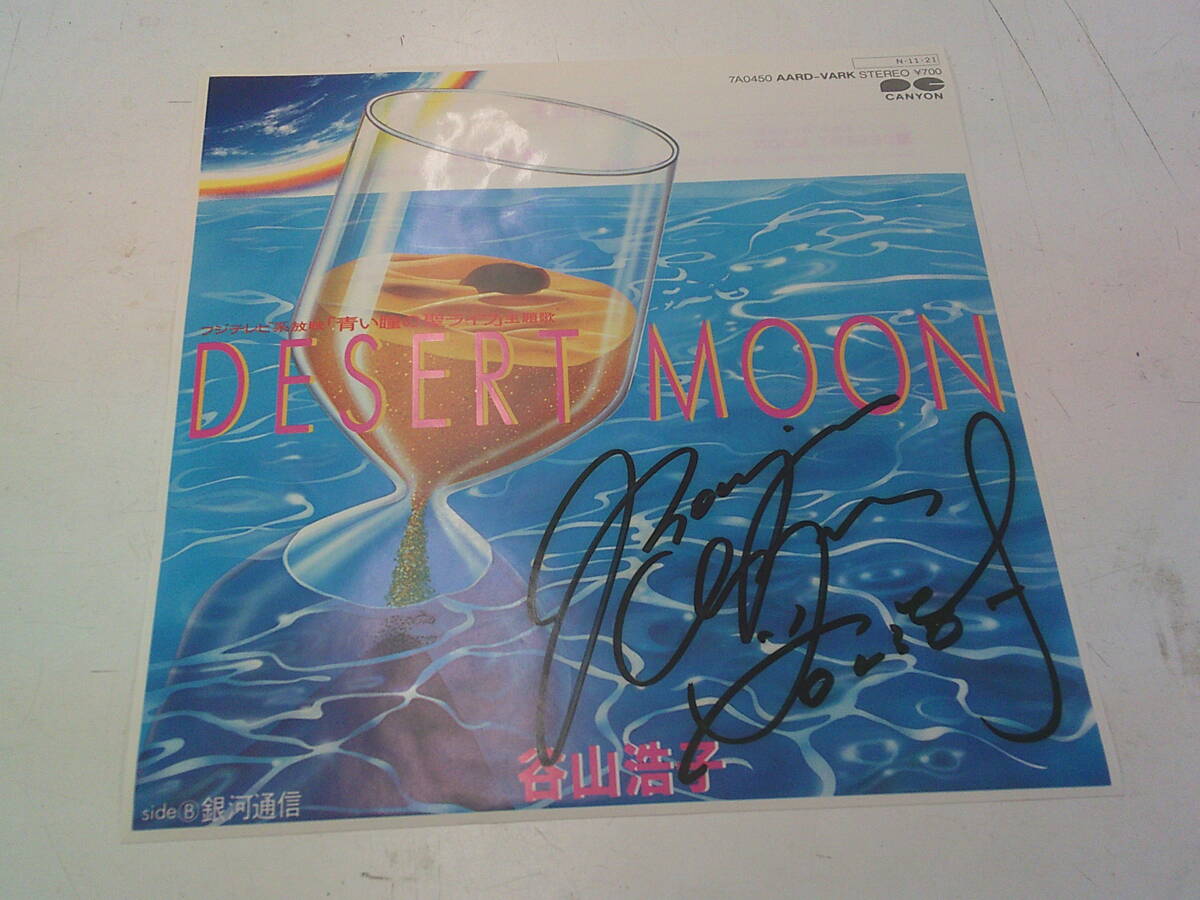 N-11-21
7A0450 AARD-VARK STEREO ¥700
CANYON
フジテレビ系放映「青い瞳の聖ライフ」主題歌
DESERT MOON
谷山浩子
side Ⓑ 銀河通信